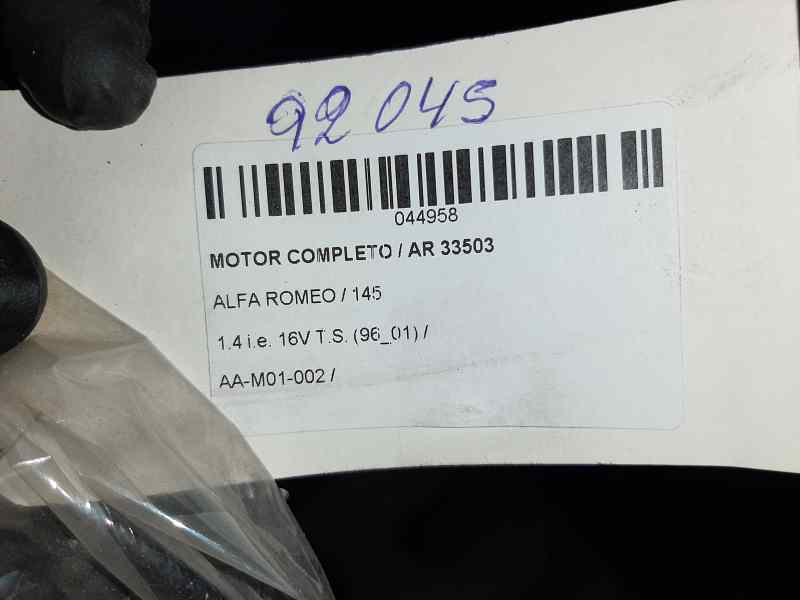 92 045
044958
MOTOR COMPLETO / AR 33503
ALFA ROMEO / 145
1.4 i.e. 16V T.S. (96_01) /
AA-M01-002 /